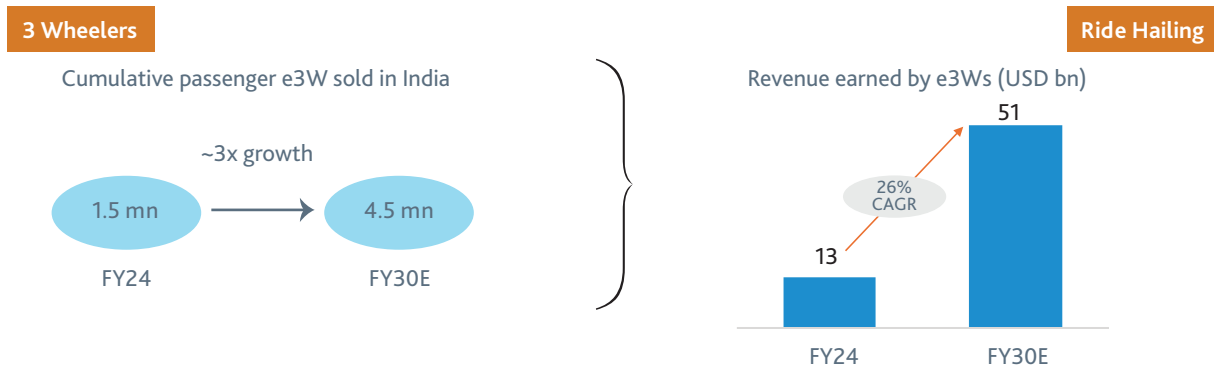 3 Wheelers
Cumulative passenger e3W sold in India
~3x growth
1.5 mn
4.5 mn
FY24
FY30E
Ride Hailing
Revenue earned by e3Ws (USD bn)
51
26%
CAGR
13
FY24
FY30E